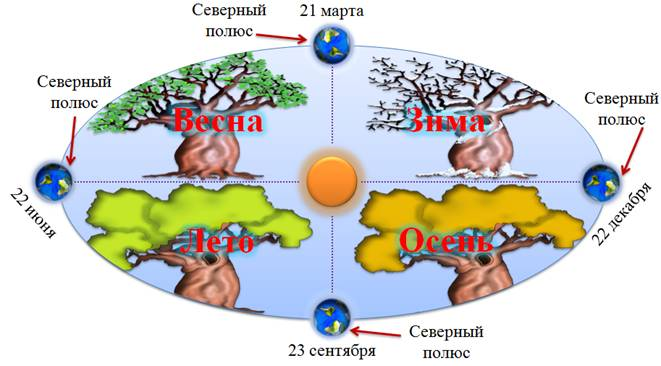 Северный
полюс
21 марта
Северный
полюс
Северный
полюс
Весна
Зима
22 июня
22 декабря
Лето
Осень
Северный
полюс
23 сентября